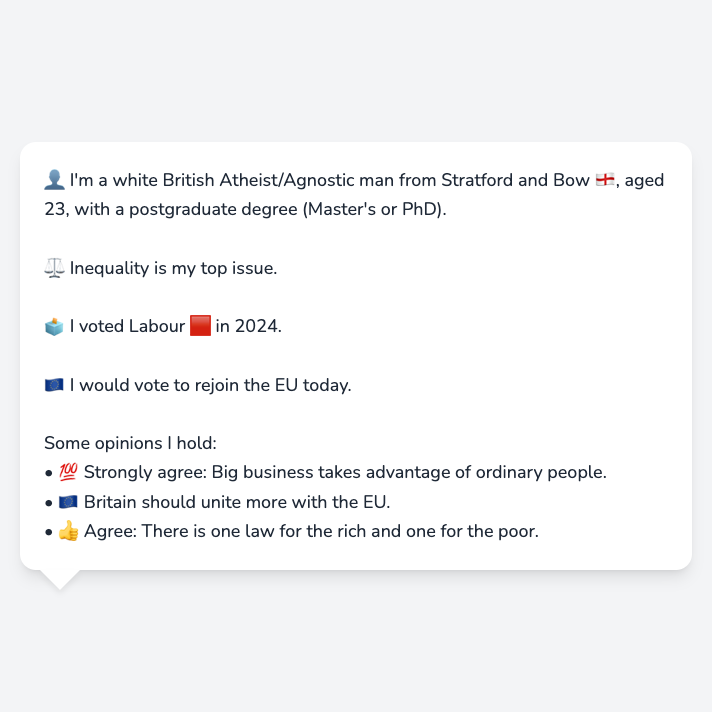 👤 I'm a white British Atheist/Agnostic man from Stratford and Bow 🏴󠁧󠁢󠁥󠁮󠁧󠁿, aged
23, with a postgraduate degree (Master's or PhD).
⚖️ Inequality is my top issue.
🗳️ I voted Labour 🟥 in 2024.
🇪🇺 I would vote to rejoin the EU today.
Some opinions I hold:
• 💯 Strongly agree: Big business takes advantage of ordinary people.
• 🇪🇺 Britain should unite more with the EU.
• 👍 Agree: There is one law for the rich and one for the poor.